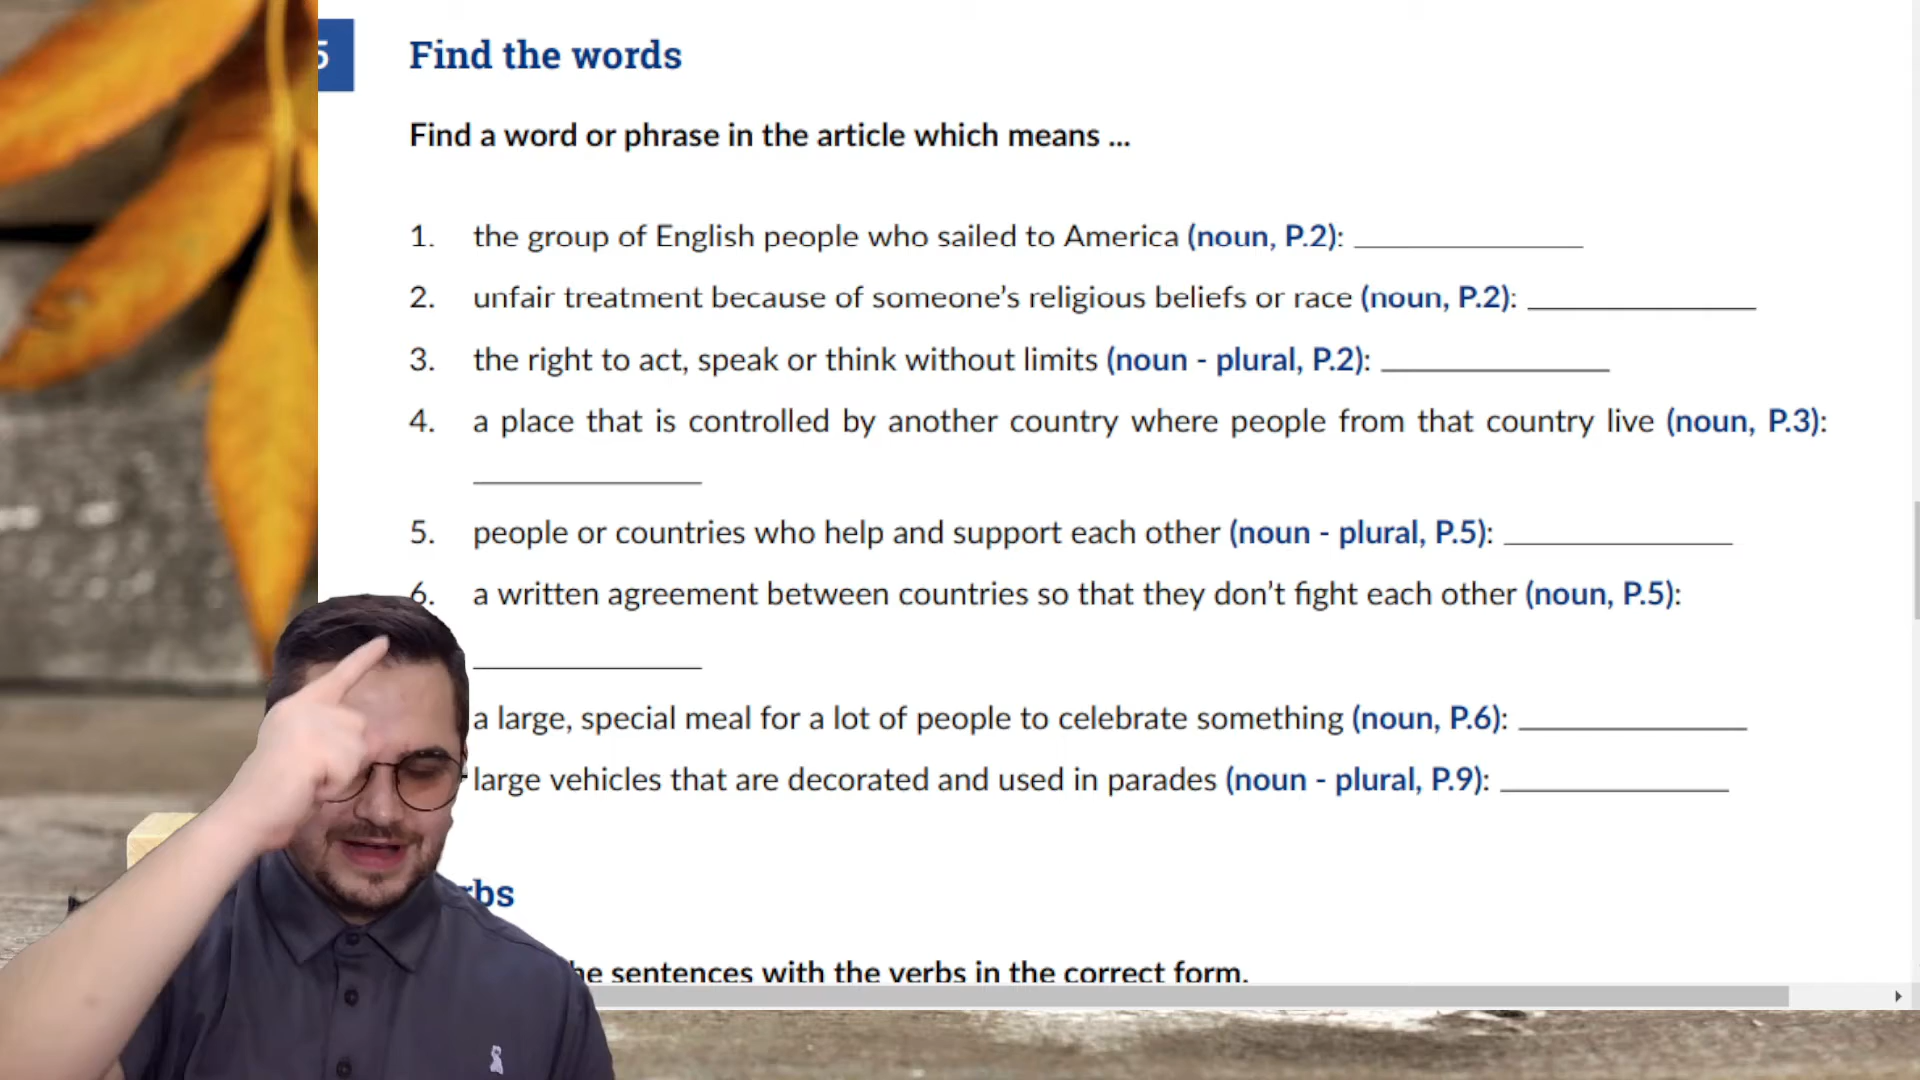 5 Find the words
Find a word or phrase in the article which means ...
1. the group of English people who sailed to America (noun, P.2): ____________
2. unfair treatment because of someone's religious beliefs or race (noun, P.2): ____________
3. the right to act, speak or think without limits (noun - plural, P.2): ____________
4. a place that is controlled by another country where people from that country live (noun, P.3):
____________
5. people or countries who help and support each other (noun - plural, P.5): ____________
6. a written agreement between countries so that they don't fight each other (noun, P.5):
____________
a large, special meal for a lot of people to celebrate something (noun, P.6): ____________
large vehicles that are decorated and used in parades (noun - plural, P.9): ____________
rbs
he sentences with the verbs in the correct form.